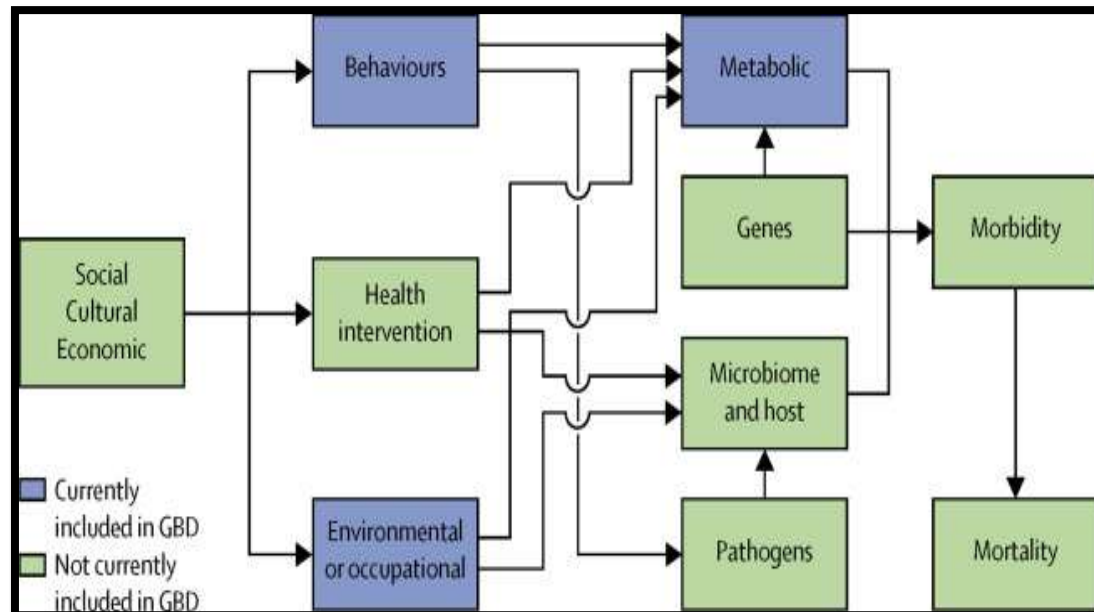 Behaviours
Metabolic
Genes
Morbidity
Social
Cultural
Economic
Health
intervention
Microbiome
and host
Currently
included in GBD
Not currently
included in GBD
Environmental
or occupational
Pathogens
Mortality